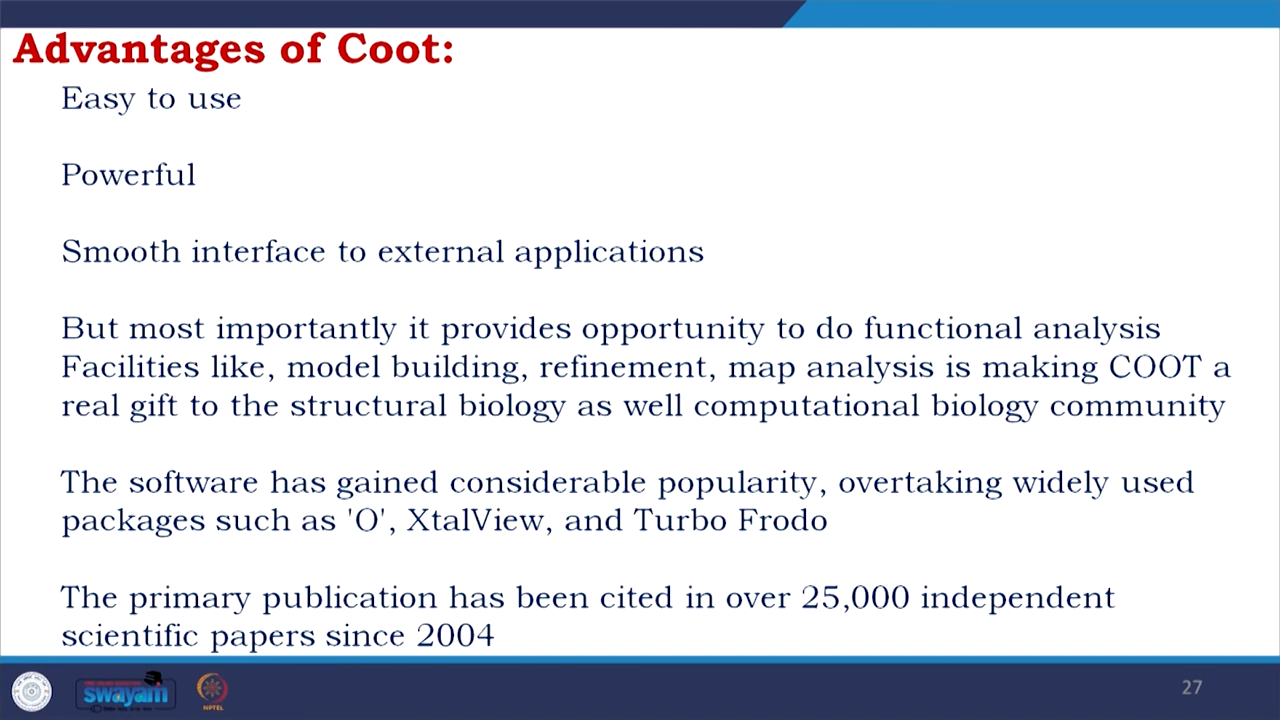 Advantages of Coot:
Easy to use
Powerful
Smooth interface to external applications
But most importantly it provides opportunity to do functional analysis
Facilities like, model building, refinement, map analysis is making COOT a
real gift to the structural biology as well computational biology community
The software has gained considerable popularity, overtaking widely used
packages such as 'O', XtalView, and Turbo Frodo
The primary publication has been cited in over 25,000 independent
scientific papers since 2004
swayam
NPTEL
27